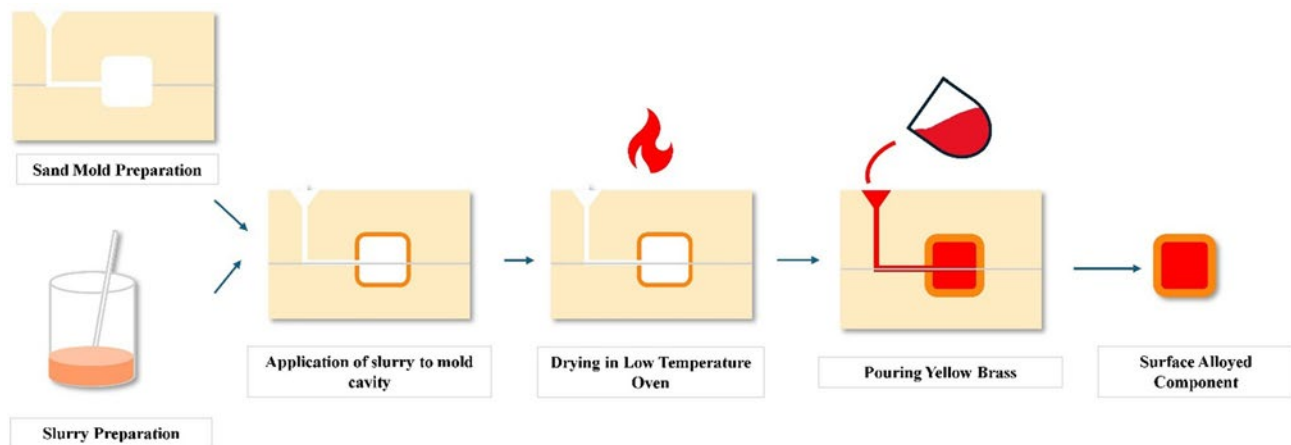 Sand Mold Preparation
Slurry Preparation
Application of slurry to mold
cavity
Drying in Low Temperature
Oven
Pouring Yellow Brass
Surface Alloyed
Component